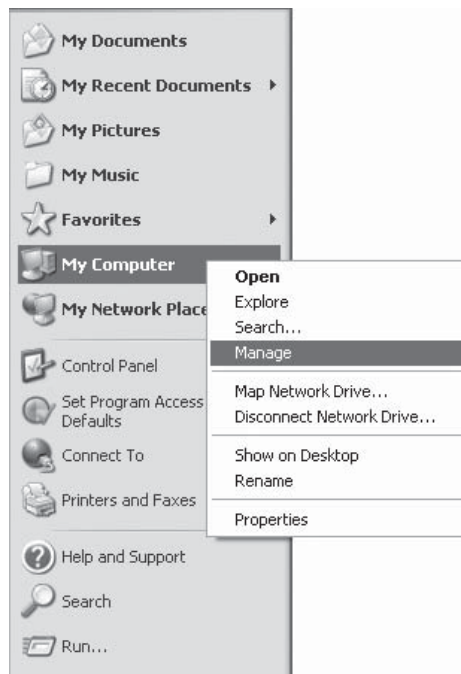 My Documents
My Recent Documents
My Pictures
My Music
Favorites
My Computer
My Network Place
Control Panel
Set Program Access
Defaults
Connect To
Printers and Faxes
Help and Support
Search
Run...
Open
Explore
Search...
Manage
Map Network Drive...
Disconnect Network Drive...
Show on Desktop
Rename
Properties